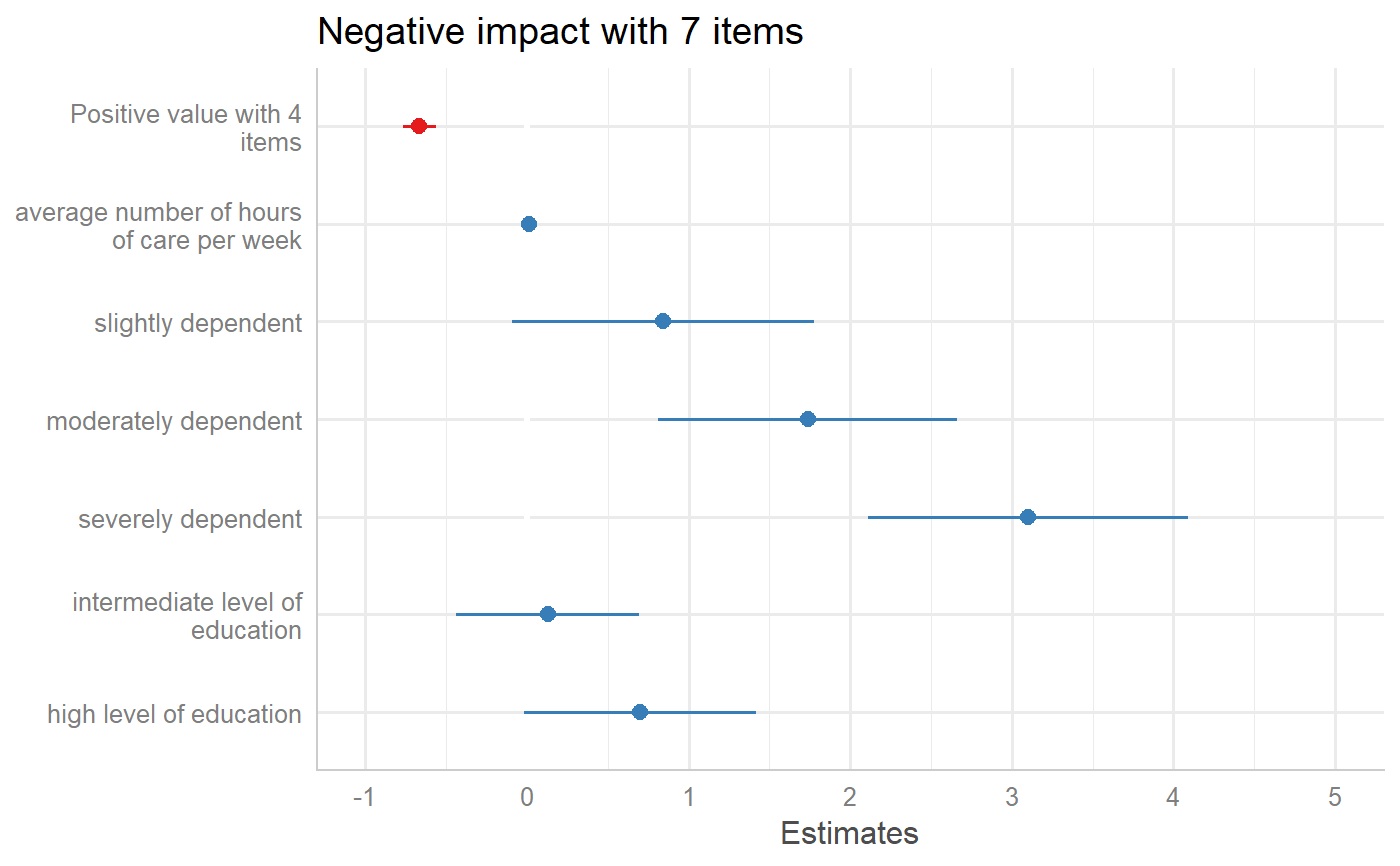 Negative impact with 7 items
Positive value with 4
items
average number of hours
of care per week
slightly dependent
moderately dependent
severely dependent
intermediate level of
education
high level of education
-1 0 1 2 3 4 5
Estimates